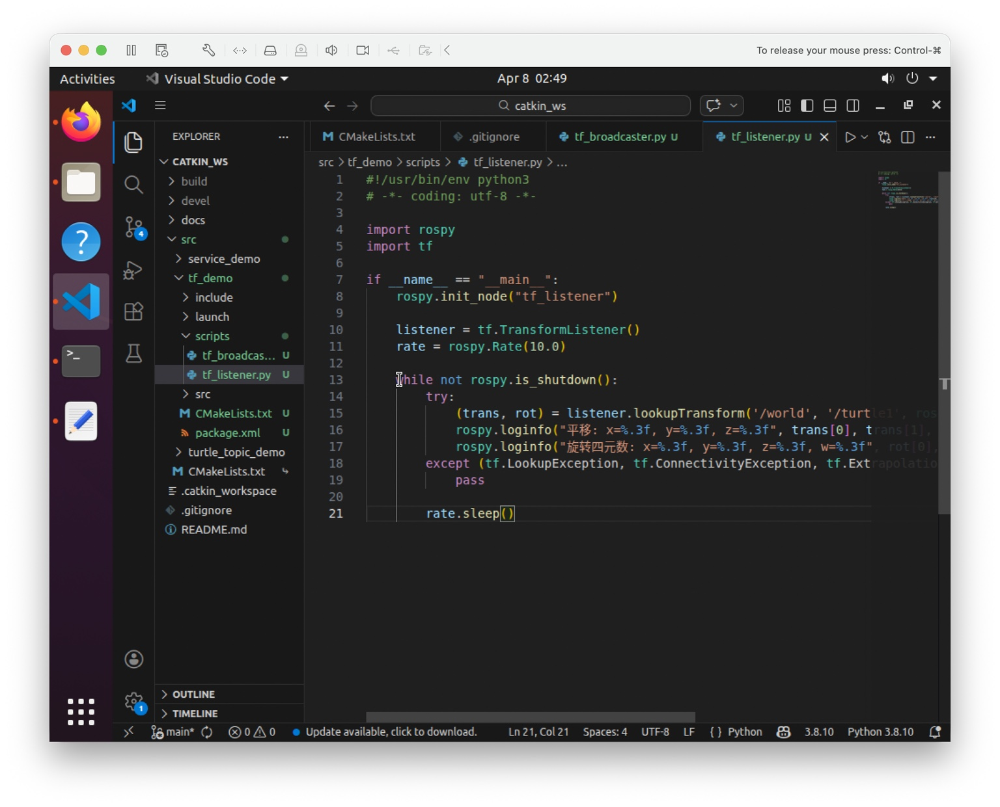 To release your mouse press: Control-⌘
Activities
Visual Studio Code
Apr 8 02:49
catkin_ws
EXPLORER
CMakeLists.txt
.gitignore
tf_broadcaster.py U
tf_listener.py U
CATKIN_WS
build
devel
docs
src
service_demo
tf_demo
include
launch
scripts
tf_broadcas... U
tf_listener.py U
src
CMakeLists.txt U
package.xml U
turtle_topic_demo
CMakeLists.txt
.catkin_workspace
.gitignore
README.md
OUTLINE
TIMELINE
src > tf_demo > scripts > tf_listener.py > ...
1 #!/usr/bin/env python3
2 # -*- coding: utf-8 -*-
3
4 import rospy
5 import tf
6
7 if __name__ == "__main__":
8 rospy.init_node("tf_listener")
9
10 listener = tf.TransformListener()
11 rate = rospy.Rate(10.0)
12
13 while not rospy.is_shutdown():
14 try:
15 (trans, rot) = listener.lookupTransform('/world', '/turtle1', ros
16 rospy.loginfo("平移: x=%.3f, y=%.3f, z=%.3f", trans[0], trans[1],
17 rospy.loginfo("旋转四元数: x=%.3f, y=%.3f, z=%.3f, w=%.3f", rot[0],
18 except (tf.LookupException, tf.ConnectivityException, tf.Extrapolatio
19 pass
20
21 rate.sleep()
4
1
main*
0
0
Update available, click to download.
Ln 21, Col 21
Spaces: 4
UTF-8
LF
{ } Python
3.8.10
Python 3.8.10